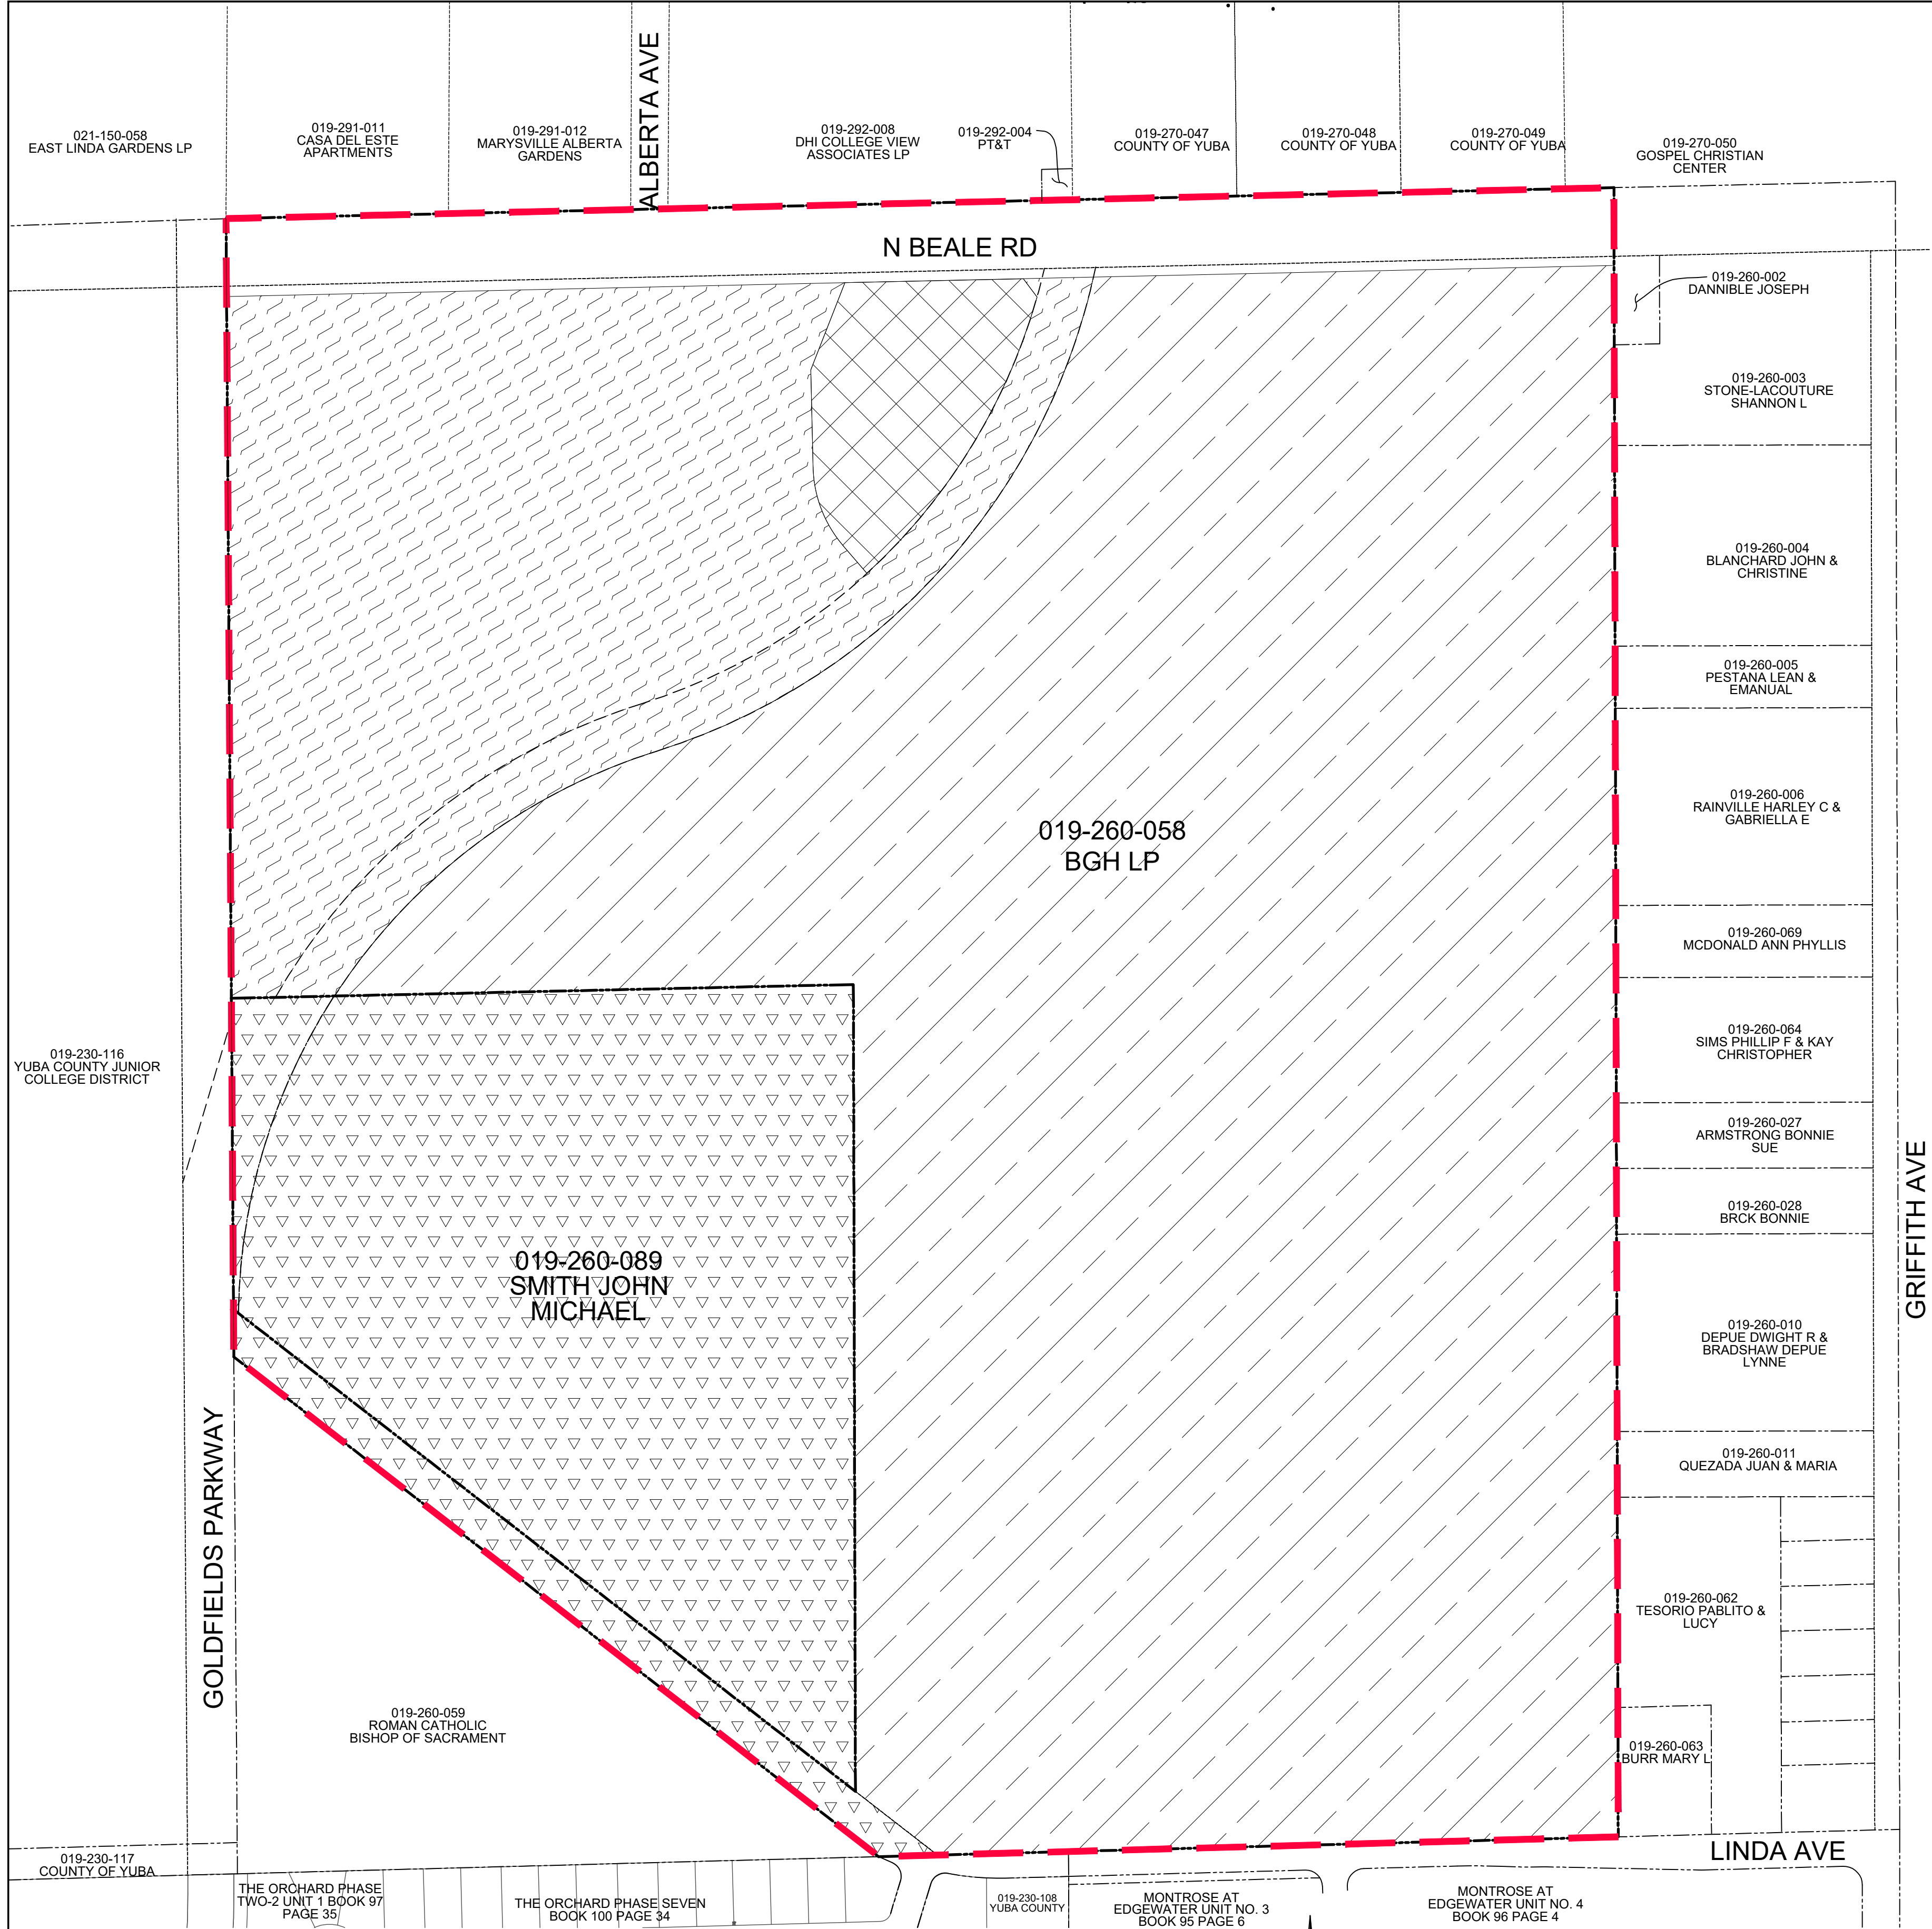 021-150-058
EAST LINDA GARDENS LP
019-291-011
CASA DEL ESTE
APARTMENTS
019-291-012
MARYSVILLE ALBERTA
GARDENS
ALBERTA AVE
019-292-008
DHI COLLEGE VIEW
ASSOCIATES LP
019-292-004
PT&T
019-270-047
COUNTY OF YUBA
019-270-048
COUNTY OF YUBA
019-270-049
COUNTY OF YUBA
019-270-050
GOSPEL CHRISTIAN
CENTER
N BEALE RD
019-260-002
DANNIBLE JOSEPH
019-260-003
STONE-LACOUTURE
SHANNON L
019-260-004
BLANCHARD JOHN &
CHRISTINE
019-260-005
PESTANA LEAN &
EMANUAL
019-260-006
RAINVILLE HARLEY C &
GABRIELLA E
019-260-058
BGH LP
019-260-069
MCDONALD ANN PHYLLIS
019-260-064
SIMS PHILLIP F & KAY
CHRISTOPHER
019-230-116
YUBA COUNTY JUNIOR
COLLEGE DISTRICT
019-260-027
ARMSTRONG BONNIE
SUE
019-260-028
BRCK BONNIE
GRIFFITH AVE
019-260-089
SMITH JOHN
MICHAEL
019-260-010
DEPUE DWIGHT R &
BRADSHAW DEPUE
LYNNE
019-260-011
QUEZADA JUAN & MARIA
GOLDFIELDS PARKWAY
019-260-062
TESORIO PABLITO &
LUCY
019-260-059
ROMAN CATHOLIC
BISHOP OF SACRAMENT
019-260-063
BURR MARY L
LINDA AVE
019-230-117
COUNTY OF YUBA
THE ORCHARD PHASE
TWO-2 UNIT 1 BOOK 97
PAGE 35
THE ORCHARD PHASE SEVEN
BOOK 100 PAGE 34
019-230-108
YUBA COUNTY
MONTROSE AT
EDGEWATER UNIT NO. 3
BOOK 95 PAGE 6
MONTROSE AT
EDGEWATER UNIT NO. 4
BOOK 96 PAGE 4